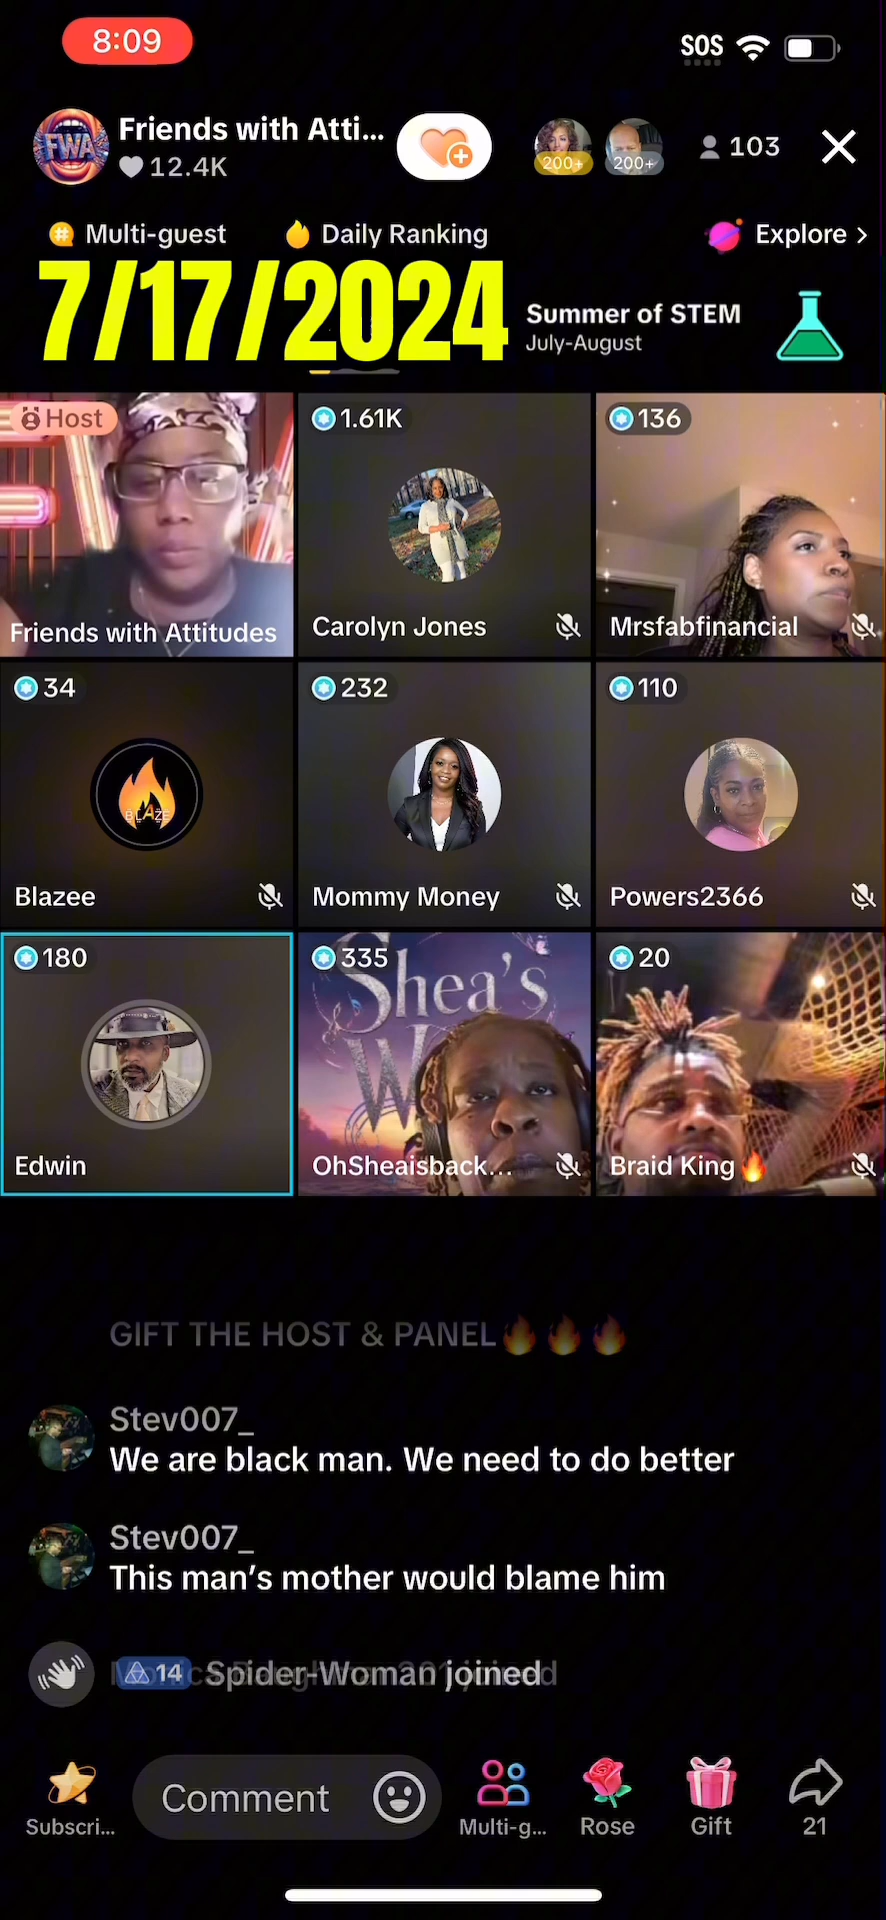 8:09
SOS
FWA
Friends with Atti...
12.4K
200+
200+
103
Multi-guest
Daily Ranking
Explore >
7/17/2024
Summer of STEM
July-August
Host
Friends with Attitudes
1.61K
Carolyn Jones
136
Mrsfabfinancial
34
BLAZE
Blazee
232
Mommy Money
110
Powers2366
180
Edwin
335
Shea's
W
OhSheaisback...
20
Braid King🔥
GIFT THE HOST & PANEL🔥🔥🔥
Stev007_
We are black man. We need to do better
Stev007_
This man's mother would blame him
14
Spider-Woman joined
Subscri...
Comment
Multi-g...
Rose
Gift
21